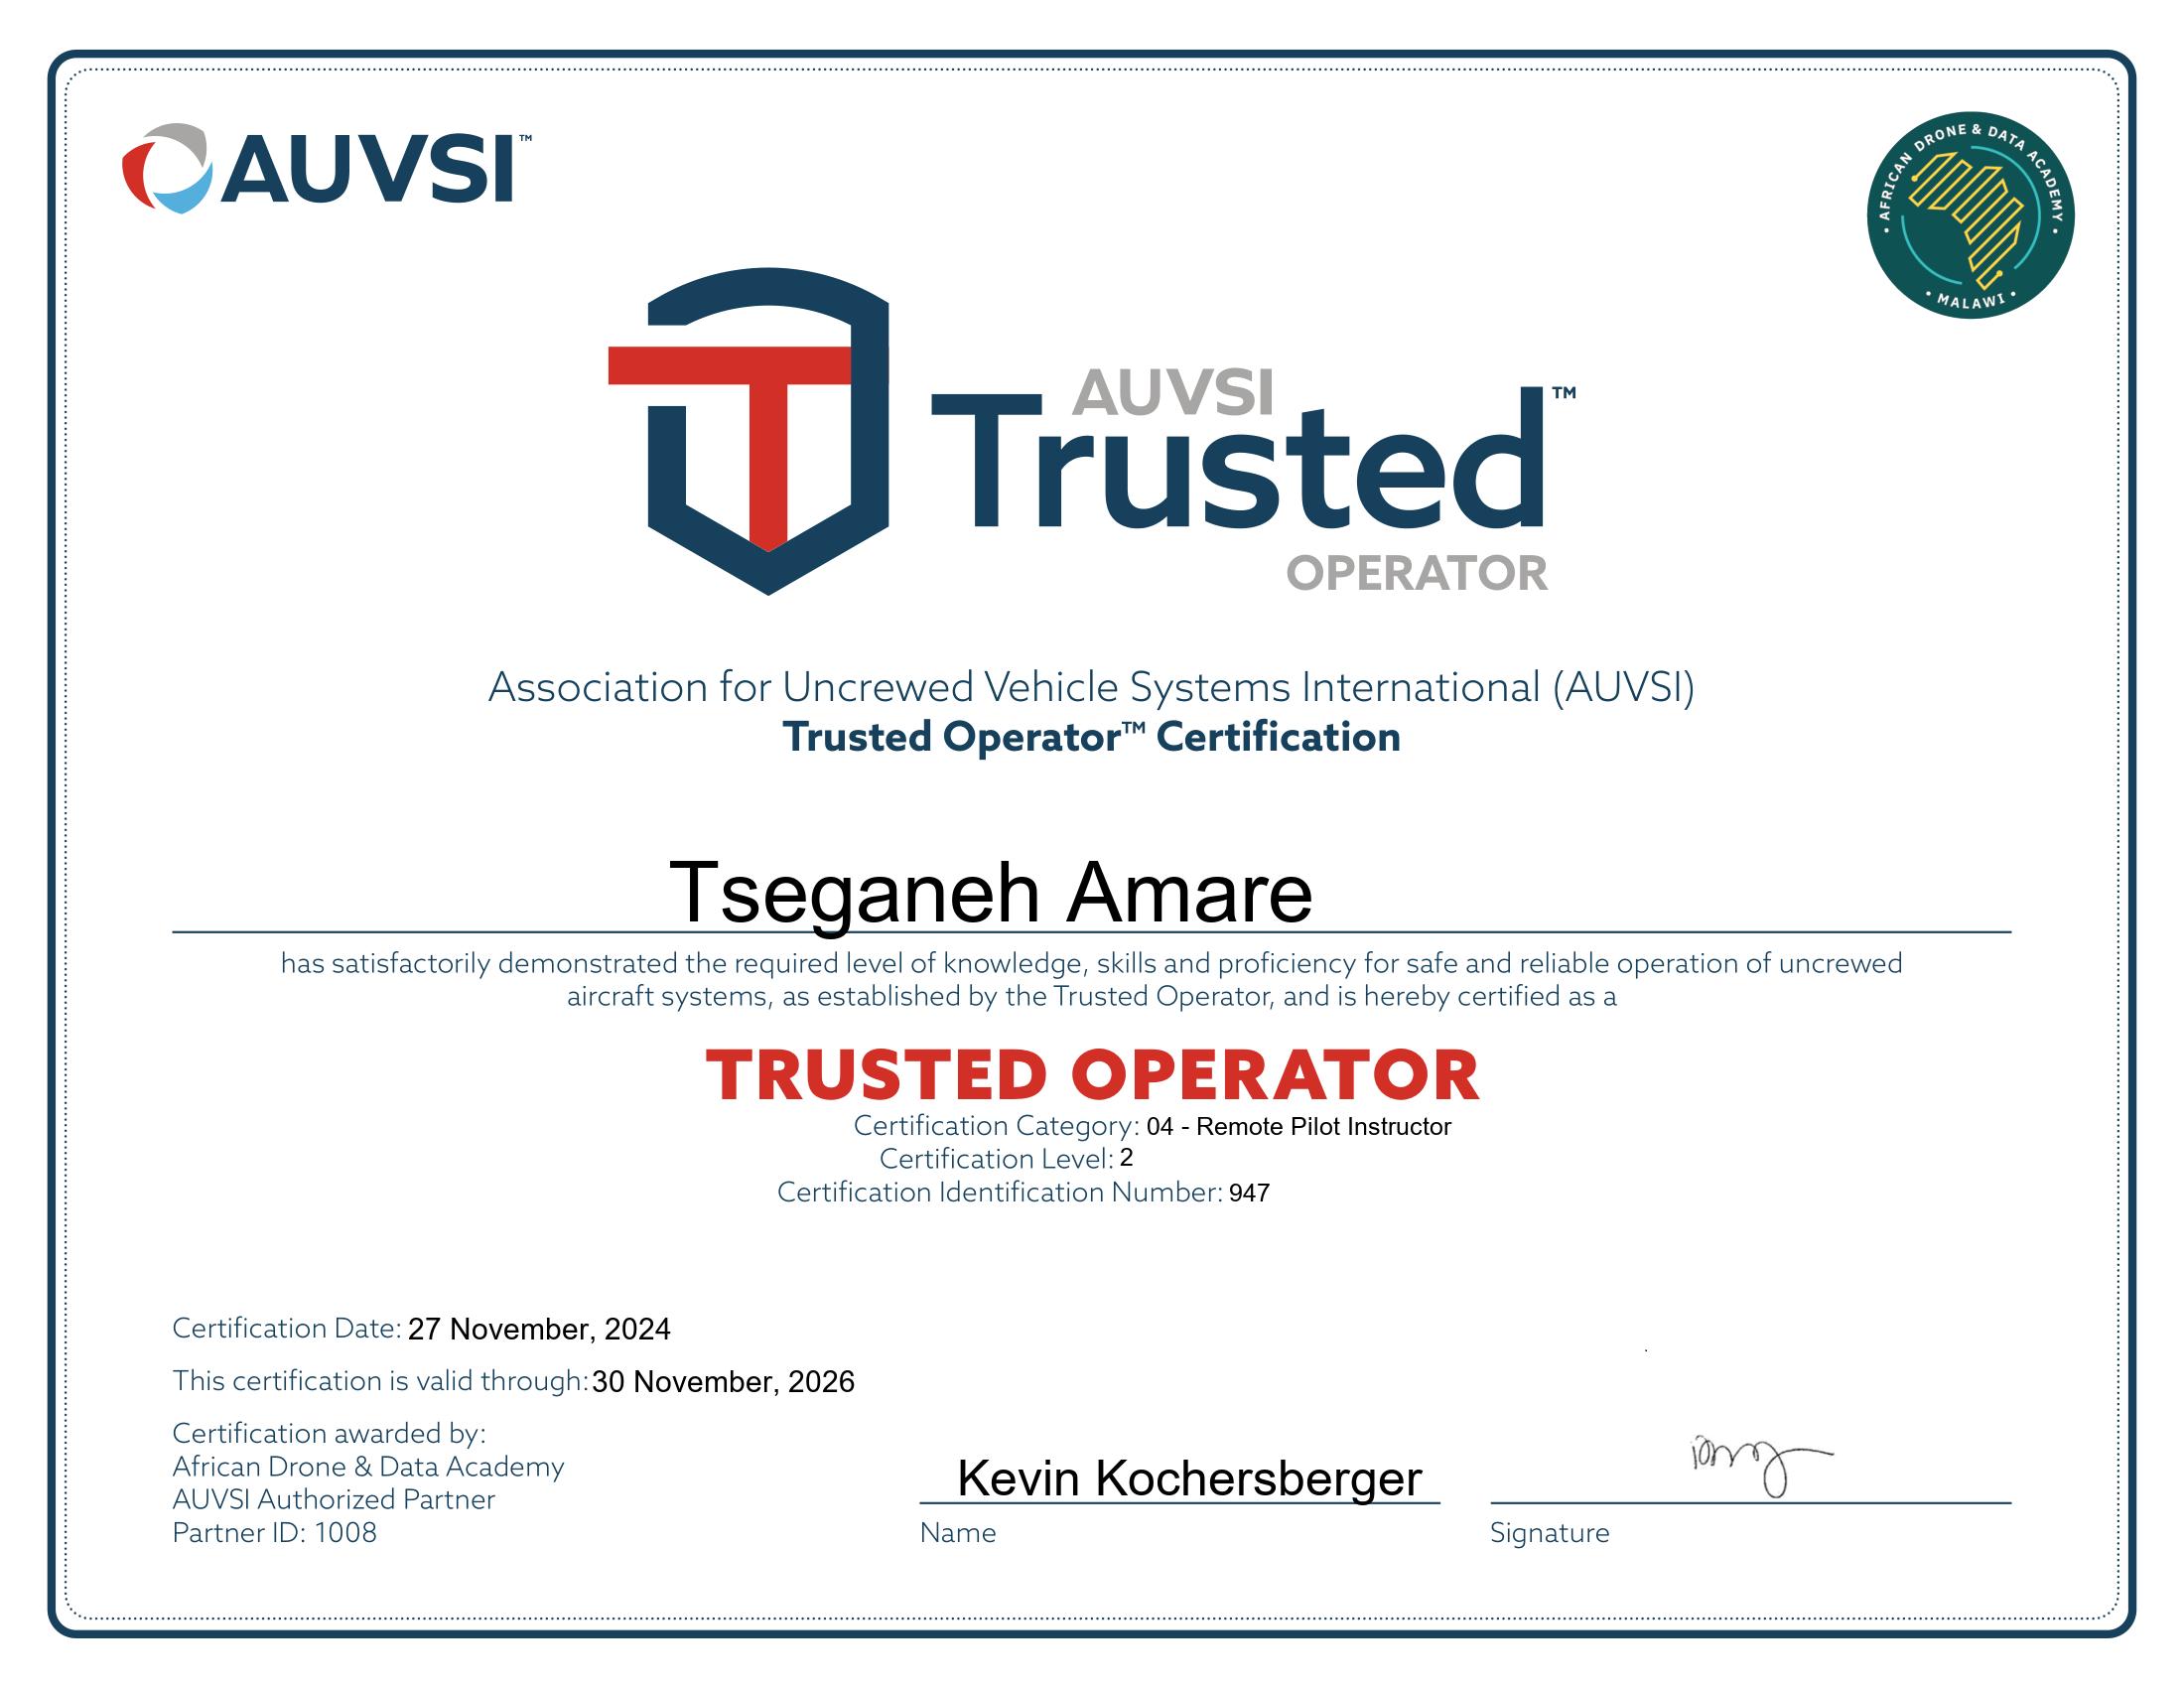 AUVSI™
• AFRICAN DRONE & DATA ACADEMY •
• MALAWI •
AUVSI
Trusted™
OPERATOR
Association for Uncrewed Vehicle Systems International (AUVSI)
Trusted Operator™ Certification
Tseganeh Amare
has satisfactorily demonstrated the required level of knowledge, skills and proficiency for safe and reliable operation of uncrewed
aircraft systems, as established by the Trusted Operator, and is hereby certified as a
TRUSTED OPERATOR
Certification Category: 04 - Remote Pilot Instructor
Certification Level: 2
Certification Identification Number: 947
Certification Date: 27 November, 2024
This certification is valid through: 30 November, 2026
Certification awarded by:
African Drone & Data Academy
AUVSI Authorized Partner
Partner ID: 1008
Kevin Kochersberger
Name
Signature